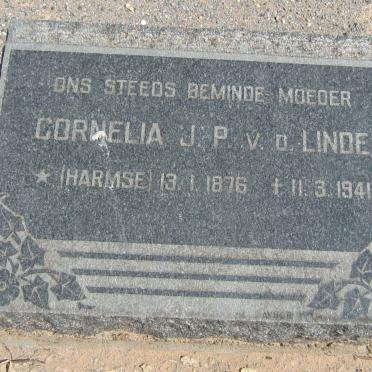 ONS STEEDS BEMINDE MOEDER
CORNELIA J. P. V. D. LINDE
★ (HARMSE) 13. 1. 1876 † 11. 3. 1941